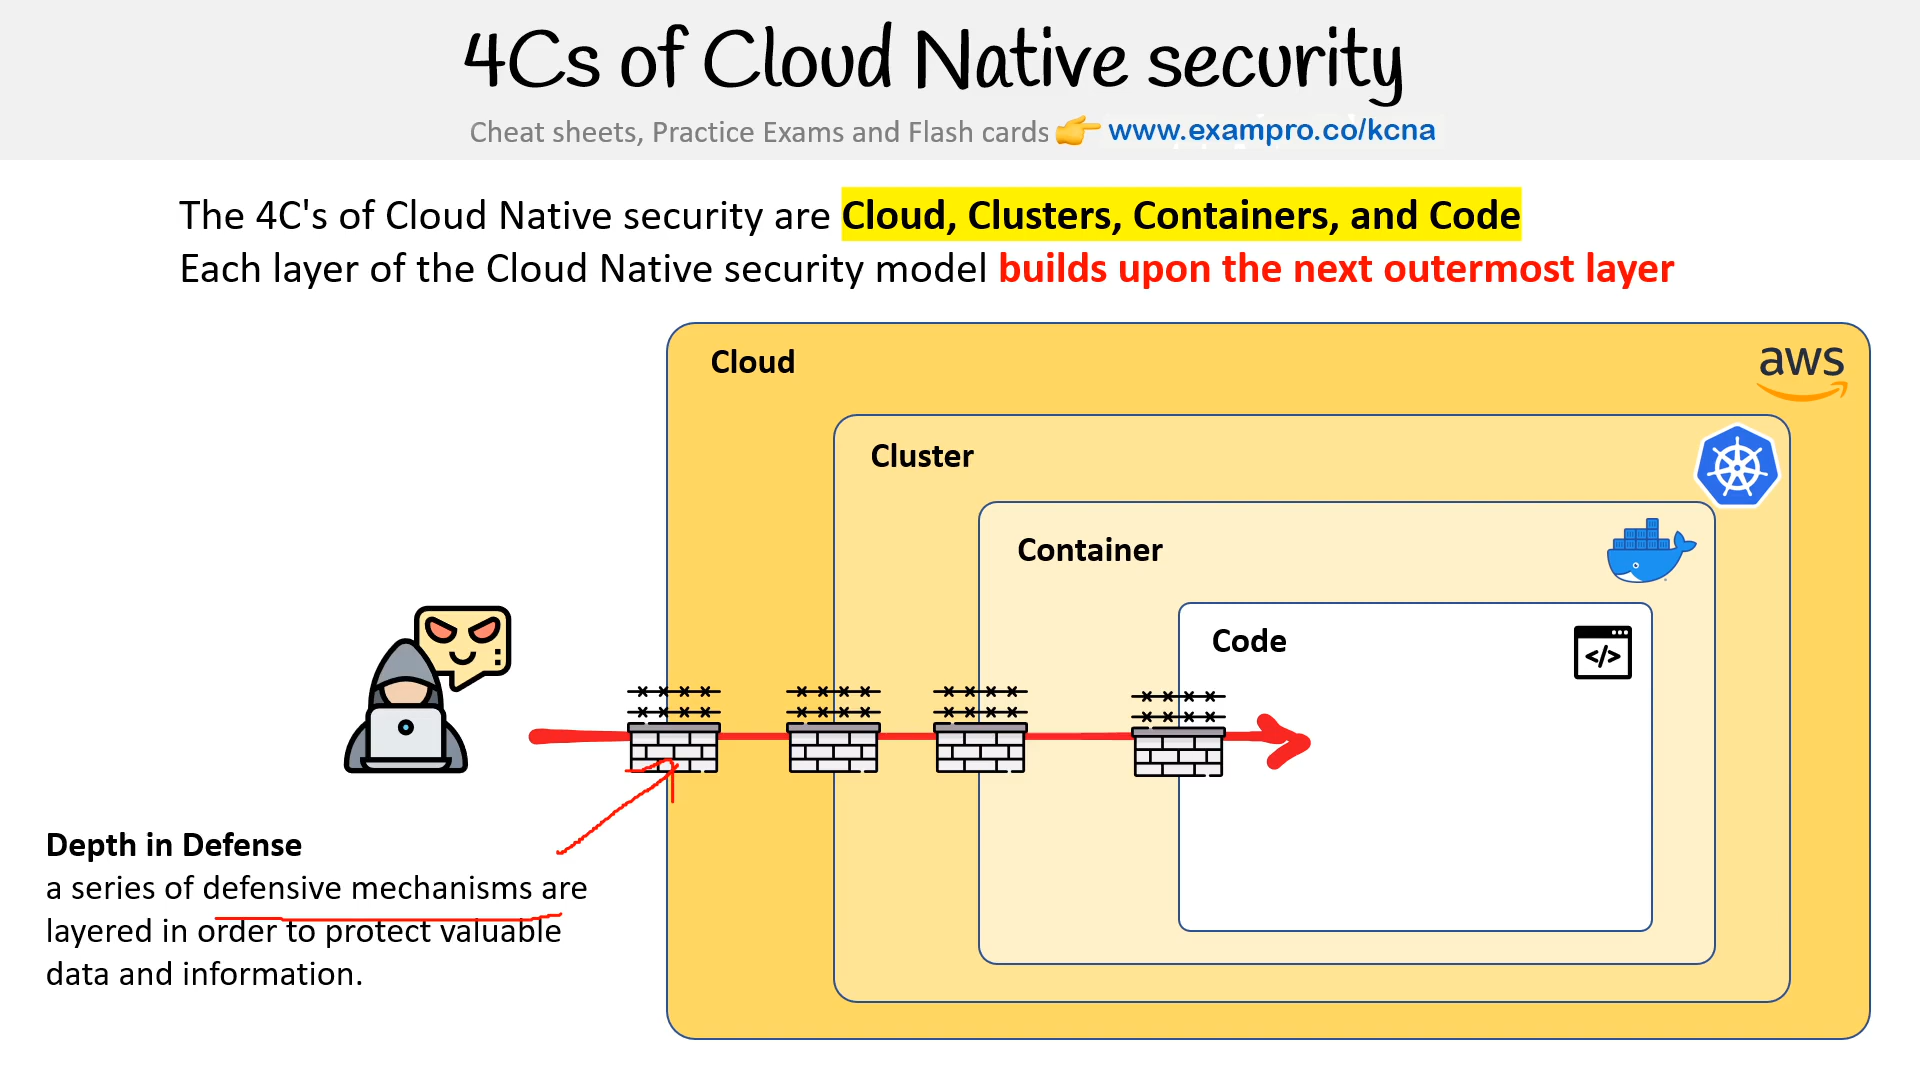 4Cs of Cloud Native security
Cheat sheets, Practice Exams and Flash cards 👉 www.exampro.co/kcna
The 4C's of Cloud Native security are Cloud, Clusters, Containers, and Code
Each layer of the Cloud Native security model builds upon the next outermost layer
Cloud
aws
Cluster
Container
Code
</>
Depth in Defense
a series of defensive mechanisms are
layered in order to protect valuable
data and information.